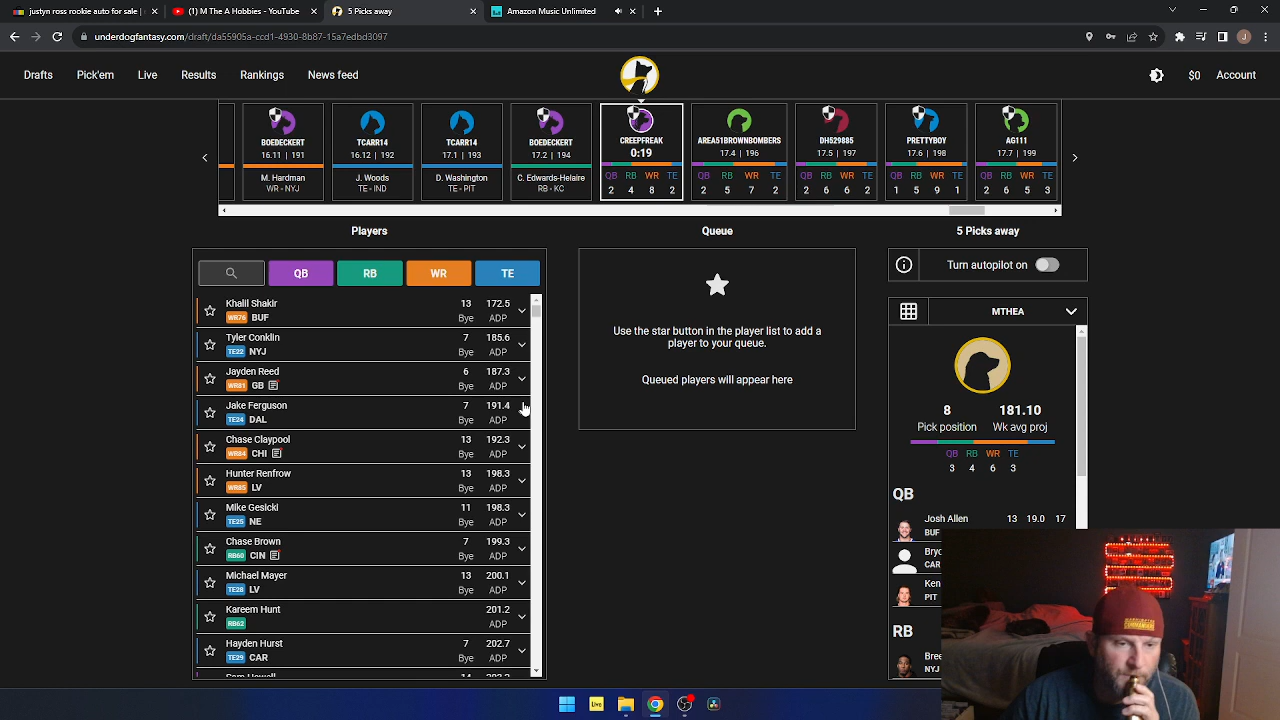 justyn ross rookie auto for sale |
(1) M The A Hobbies - YouTube
5 Picks away
Amazon Music Unlimited
underdogfantasy.com/draft/da55905a-ccd1-4930-8b87-15a7edbd3097
J
Drafts Pick'em Live Results Rankings News feed
$0 Account
BOEDECKERT
16.11 | 191
M. Hardman
WR - NYJ
TCARR14
16.12 | 192
J. Woods
TE - IND
TCARR14
17.1 | 193
D. Washington
TE - PIT
BOEDECKERT
17.2 | 194
C. Edwards-Helaire
RB - KC
CREEPFREAK
0:19
QB RB WR TE
2 4 8 2
AREA51BROWNBOMBERS
17.4 | 196
QB RB WR TE
2 5 7 2
DH529885
17.5 | 197
QB RB WR TE
2 6 6 2
PRETTYBOY
17.6 | 198
QB RB WR TE
1 5 9 1
AG111
17.7 | 199
QB RB WR TE
2 6 5 3
Players
QB RB WR TE
Khalil Shakir 13 172.5
WR76 BUF Bye ADP
Tyler Conklin 7 185.6
TE22 NYJ Bye ADP
Jayden Reed 6 187.3
WR81 GB Bye ADP
Jake Ferguson 7 191.4
TE24 DAL Bye ADP
Chase Claypool 13 192.3
WR84 CHI Bye ADP
Hunter Renfrow 13 198.3
WR85 LV Bye ADP
Mike Gesicki 11 198.3
TE25 NE Bye ADP
Chase Brown 7 199.3
RB60 CIN Bye ADP
Michael Mayer 13 200.1
TE28 LV Bye ADP
Kareem Hunt 201.2
RB62 ADP
Hayden Hurst 7 202.7
TE29 CAR Bye ADP
Queue
Use the star button in the player list to add a
player to your queue.
Queued players will appear here
5 Picks away
Turn autopilot on
MTHEA
8 181.10
Pick position Wk avg proj
QB RB WR TE
3 4 6 3
QB
Josh Allen 13 19.0 17
BUF
Bryc
CAR
Ken
PIT
RB
Bree
NYJ
Live